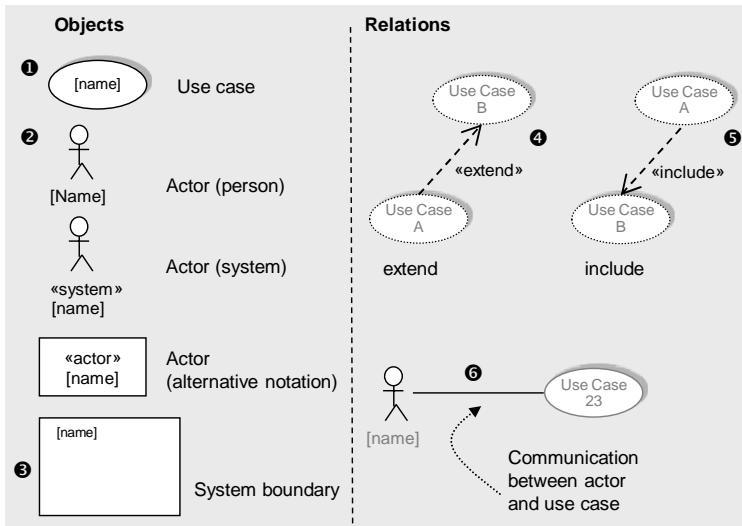 Objects
❶
[name]
Use case
❷
[Name]
Actor (person)
«system»
[name]
Actor (system)
«actor»
[name]
Actor
(alternative notation)
❸
[name]
System boundary
Relations
Use Case
B
❹
«extend»
Use Case
A
extend
Use Case
A
❺
«include»
Use Case
B
include
❻
[name]
Use Case
23
Communication
between actor
and use case